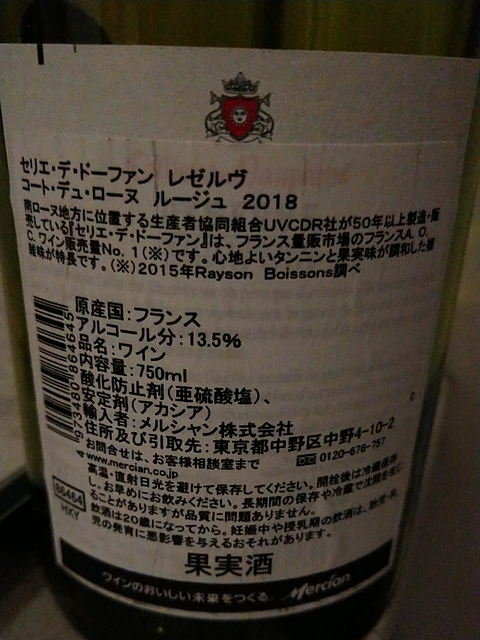 セリエ・デ・ドーファン レゼルヴ
コート・デュ・ローヌ ルージュ 2018
南ローヌ地方に位置する生産者協同組合UVCDR社が50年以上製造・販
売している『セリエ・デ・ドーファン』は、フランス量販市場のフランスA.O.
C.ワイン販売量No.1(※)です。心地よいタンニンと果実味が調和した複
雑味が特長です。(※)2015年Rayson Boissons調べ
原産国:フランス
アルコール分:13.5%
品名:ワイン
内容量:750ml
酸化防止剤(亜硫酸塩)、
安定剤(アカシア)
輸入者:メルシャン株式会社
住所及び引取先:東京都中野区中野4-10-2
お問合せは、お客様相談室まで 0120-676-757
www.mercian.co.jp
高温・直射日光を避けて保存してください。開栓後は冷蔵保存
し、お早めにお飲みください。長期間の保存や冷蔵で沈殿を生じ
ることがありますが品質に問題ありません。
飲酒は20歳になってから。妊娠中や授乳期の飲酒は、胎児・乳
児の発育に悪影響を与えるおそれがあります。
86464
HXY
果実酒
ワインのおいしい未来をつくる。 Mercian